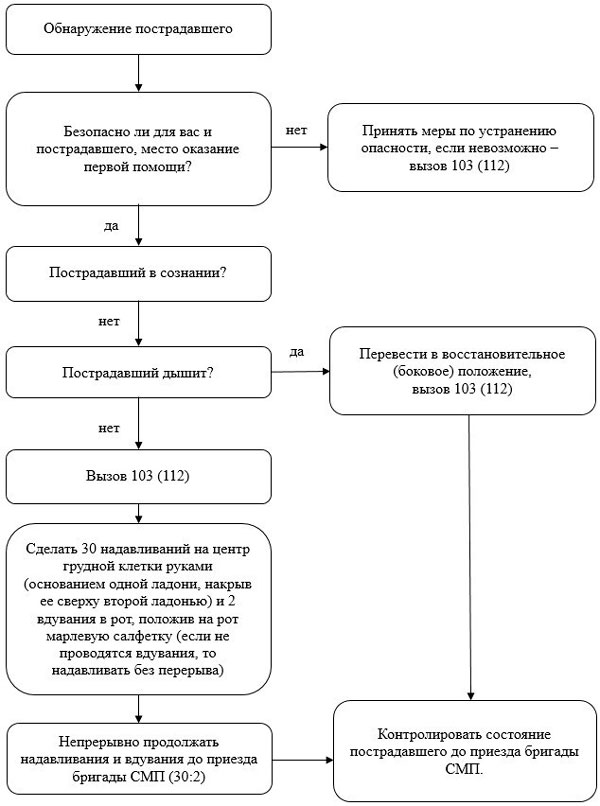 Обнаружение пострадавшего
Безопасно ли для вас и
пострадавшего, место оказание
первой помощи?
нет
Принять меры по устранению
опасности, если невозможно –
вызов 103 (112)
да
Пострадавший в сознании?
нет
Пострадавший дышит?
да
Перевести в восстановительное
(боковое) положение,
вызов 103 (112)
нет
Вызов 103 (112)
Сделать 30 надавливаний на центр
грудной клетки руками
(основанием одной ладони, накрыв
ее сверху второй ладонью) и 2
вдувания в рот, положив на рот
марлевую салфетку (если не
проводятся вдувания, то
надавливать без перерыва)
Непрерывно продолжать
надавливания и вдувания до приезда
бригады СМП (30:2)
Контролировать состояние
пострадавшего до приезда бригады
СМП.